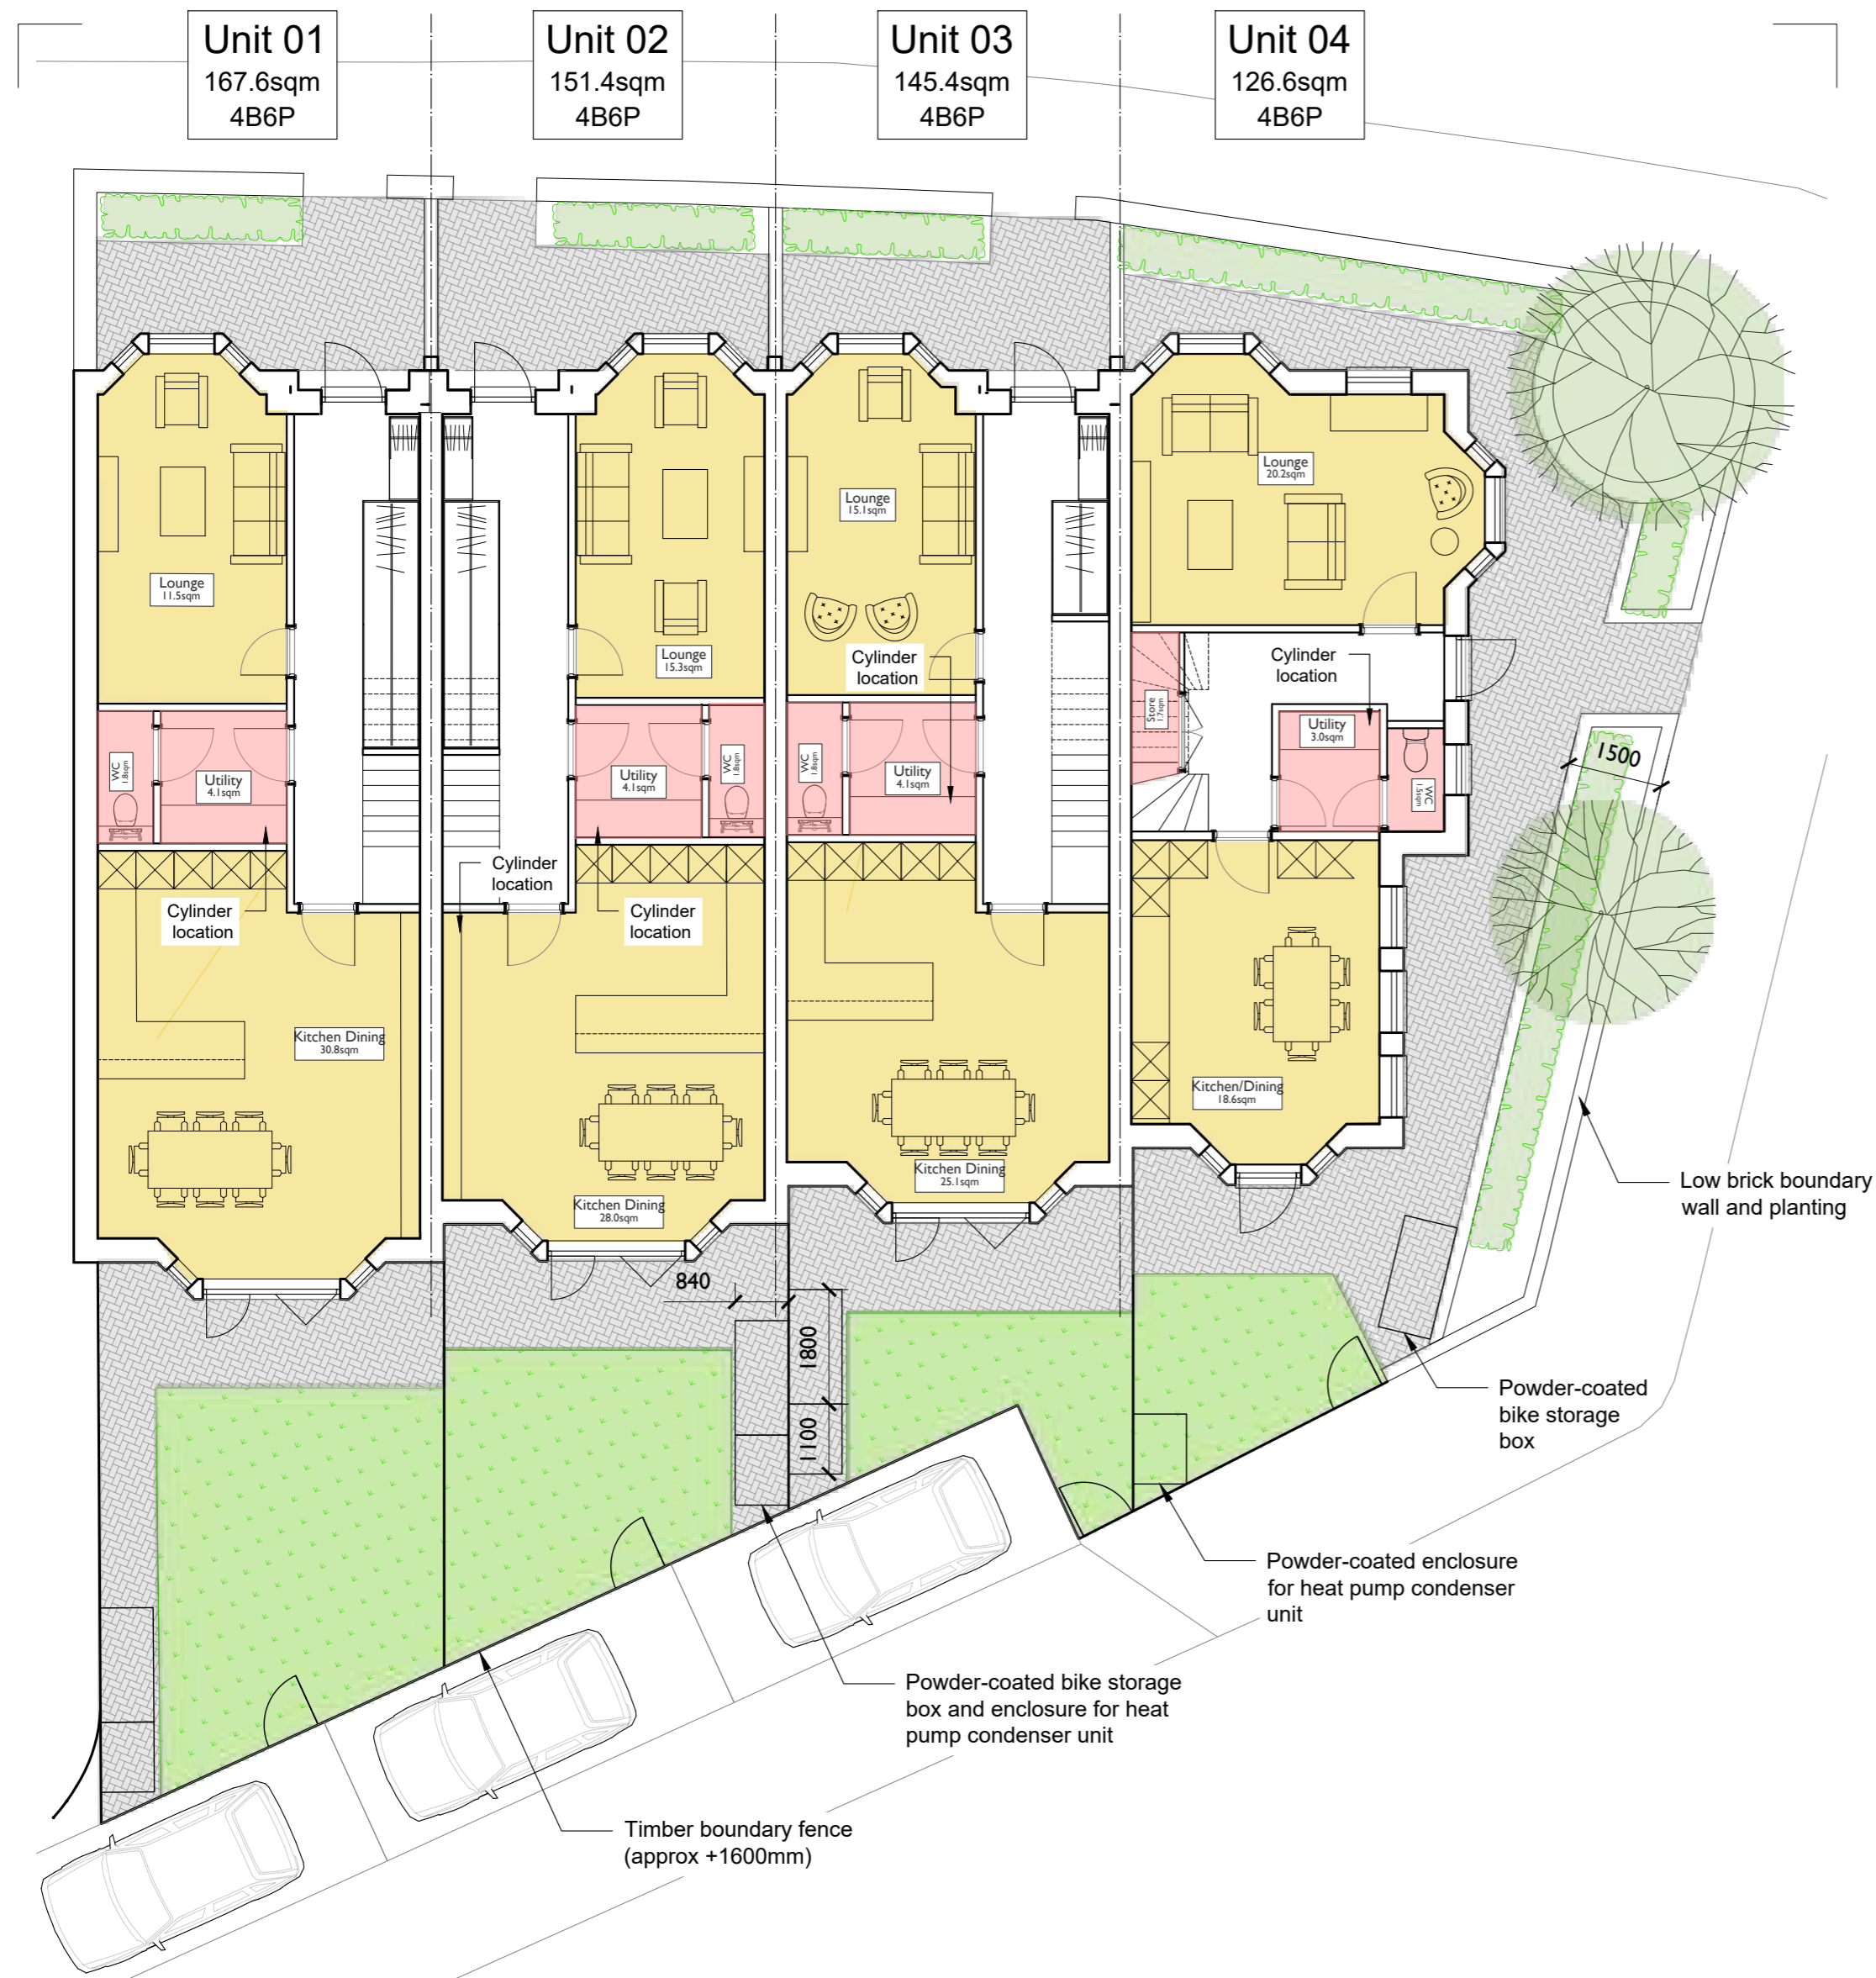 Unit 01
167.6sqm
4B6P
Unit 02
151.4sqm
4B6P
Unit 03
145.4sqm
4B6P
Unit 04
126.6sqm
4B6P
Lounge
11.5sqm
Lounge
15.3sqm
Lounge
15.1sqm
Lounge
20.2sqm
Cylinder
location
Cylinder
location
Store
1.7sqm
Utility
3.0sqm
WC
1.5sqm
WC
1.8sqm
Utility
4.1sqm
Utility
4.1sqm
WC
1.8sqm
WC
1.8sqm
Utility
4.1sqm
1500
Cylinder
location
Cylinder
location
Cylinder
location
Kitchen Dining
30.8sqm
Kitchen Dining
28.0sqm
Kitchen Dining
25.1sqm
Kitchen/Dining
18.6sqm
Low brick boundary
wall and planting
840
1800
1100
Powder-coated
bike storage
box
Powder-coated enclosure
for heat pump condenser
unit
Powder-coated bike storage
box and enclosure for heat
pump condenser unit
Timber boundary fence
(approx +1600mm)